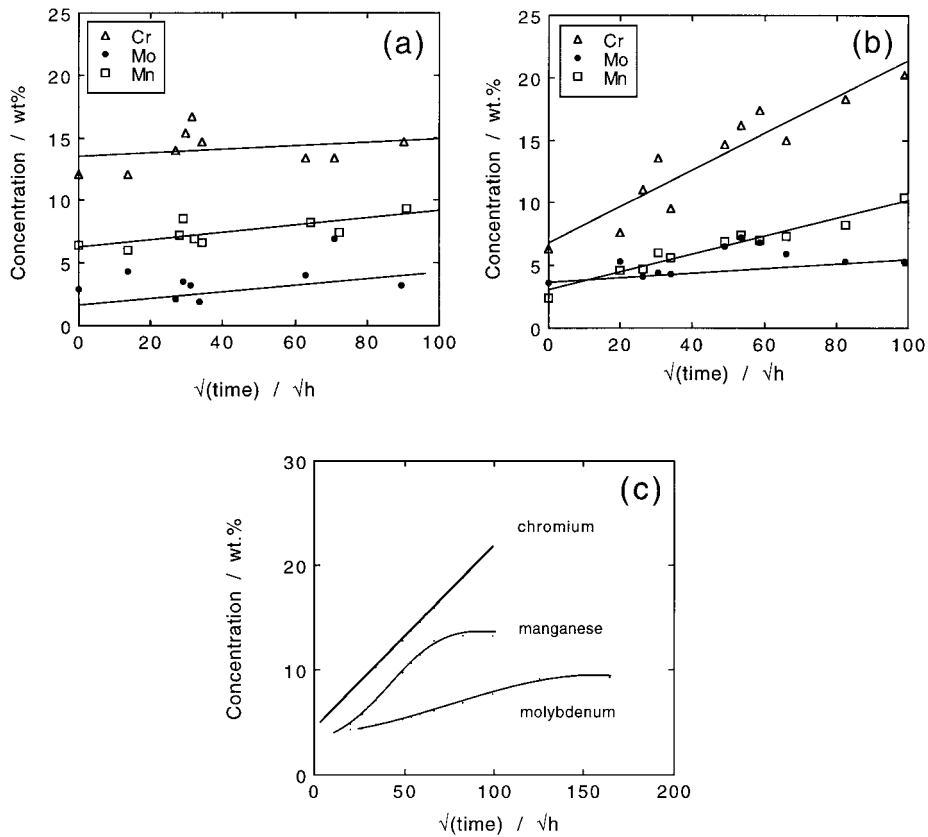 (a)
Cr
Mo
Mn
25
20
15
10
5
0
Concentration / wt%
0 20 40 60 80 100
√(time) / √h
(b)
Cr
Mo
Mn
25
20
15
10
5
0
Concentration / wt.%
0 20 40 60 80 100
√(time) / √h
(c)
30
20
10
0
Concentration / wt.%
chromium
manganese
molybdenum
0 50 100 150 200
√(time) / √h